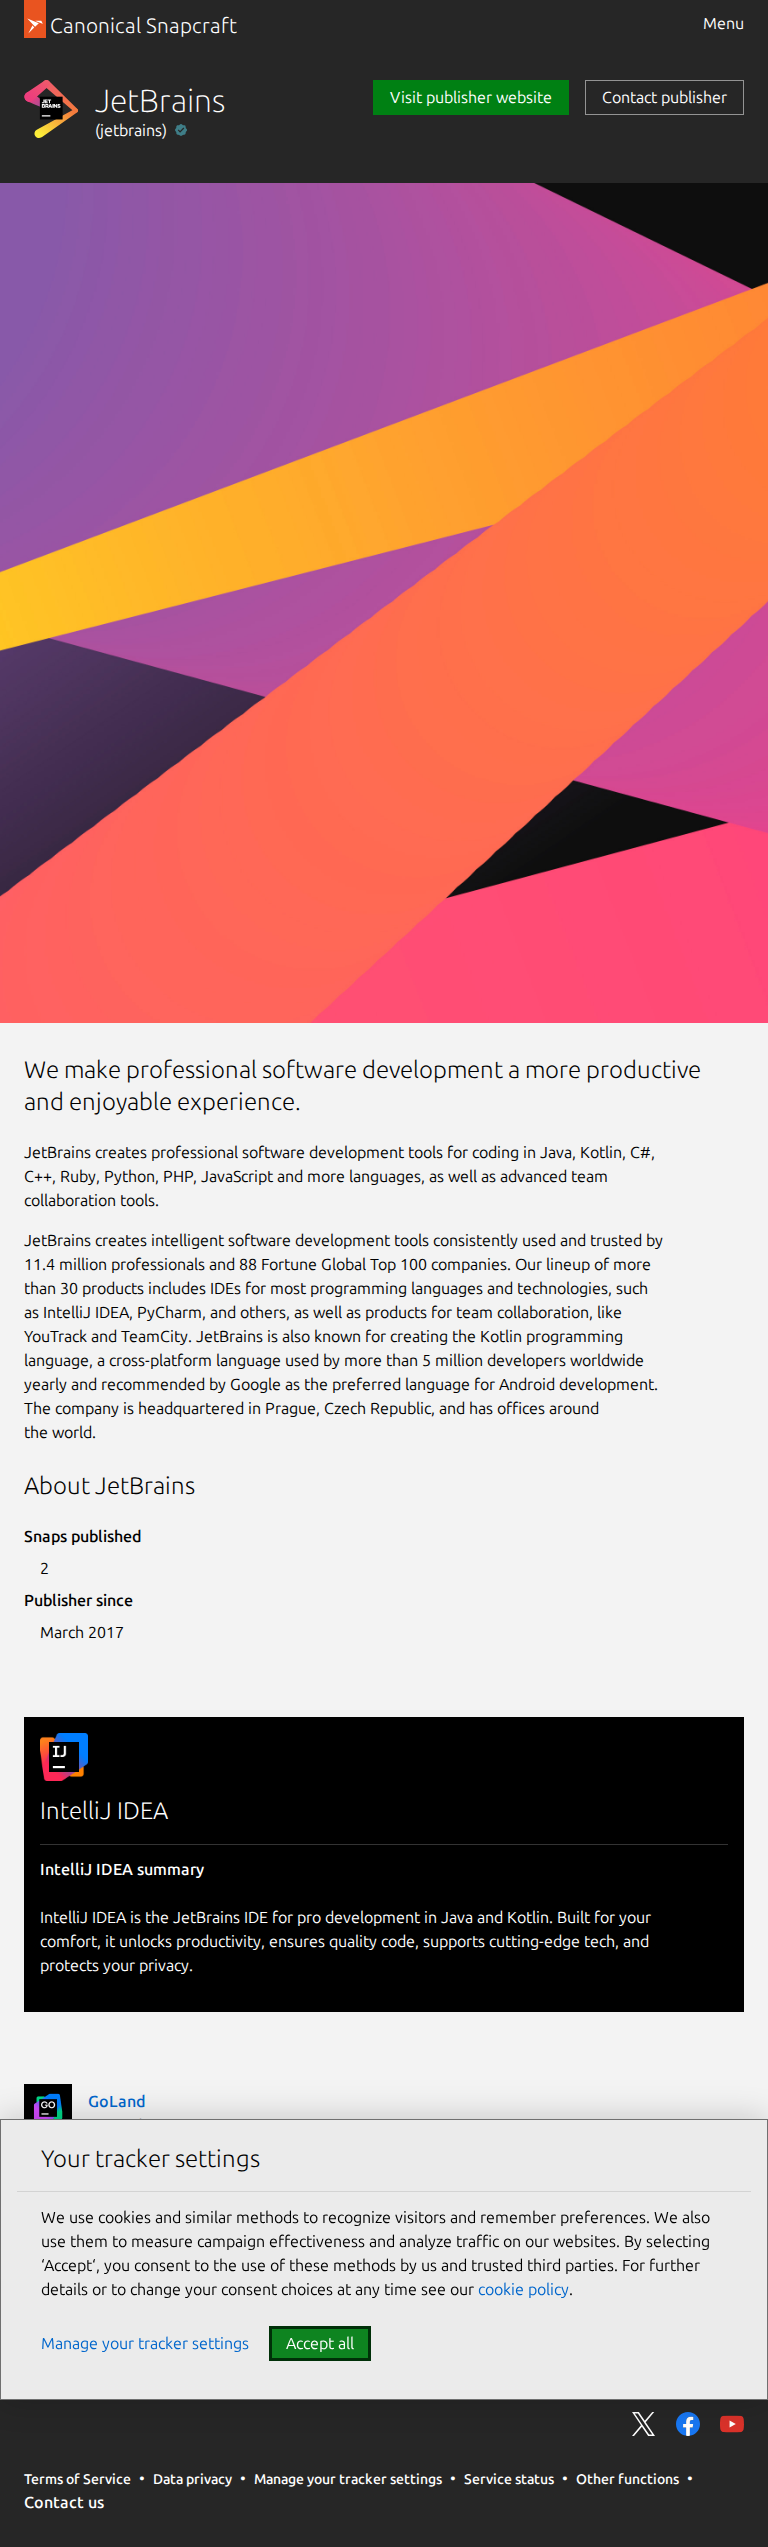 Canonical Snapcraft
Menu
JET
BRAINS
JetBrains
(jetbrains)
Visit publisher website
Contact publisher
We make professional software development a more productive
and enjoyable experience.
JetBrains creates professional software development tools for coding in Java, Kotlin, C#,
C++, Ruby, Python, PHP, JavaScript and more languages, as well as advanced team
collaboration tools.
JetBrains creates intelligent software development tools consistently used and trusted by
11.4 million professionals and 88 Fortune Global Top 100 companies. Our lineup of more
than 30 products includes IDEs for most programming languages and technologies, such
as IntelliJ IDEA, PyCharm, and others, as well as products for team collaboration, like
YouTrack and TeamCity. JetBrains is also known for creating the Kotlin programming
language, a cross-platform language used by more than 5 million developers worldwide
yearly and recommended by Google as the preferred language for Android development.
The company is headquartered in Prague, Czech Republic, and has offices around
the world.
About JetBrains
Snaps published
2
Publisher since
March 2017
IJ
IntelliJ IDEA
IntelliJ IDEA summary
IntelliJ IDEA is the JetBrains IDE for pro development in Java and Kotlin. Built for your
comfort, it unlocks productivity, ensures quality code, supports cutting-edge tech, and
protects your privacy.
GO
GoLand
Your tracker settings
We use cookies and similar methods to recognize visitors and remember preferences. We also
use them to measure campaign effectiveness and analyze traffic on our websites. By selecting
‘Accept‘, you consent to the use of these methods by us and trusted third parties. For further
details or to change your consent choices at any time see our cookie policy.
Manage your tracker settings
Accept all
Terms of Service • Data privacy • Manage your tracker settings • Service status • Other functions •
Contact us